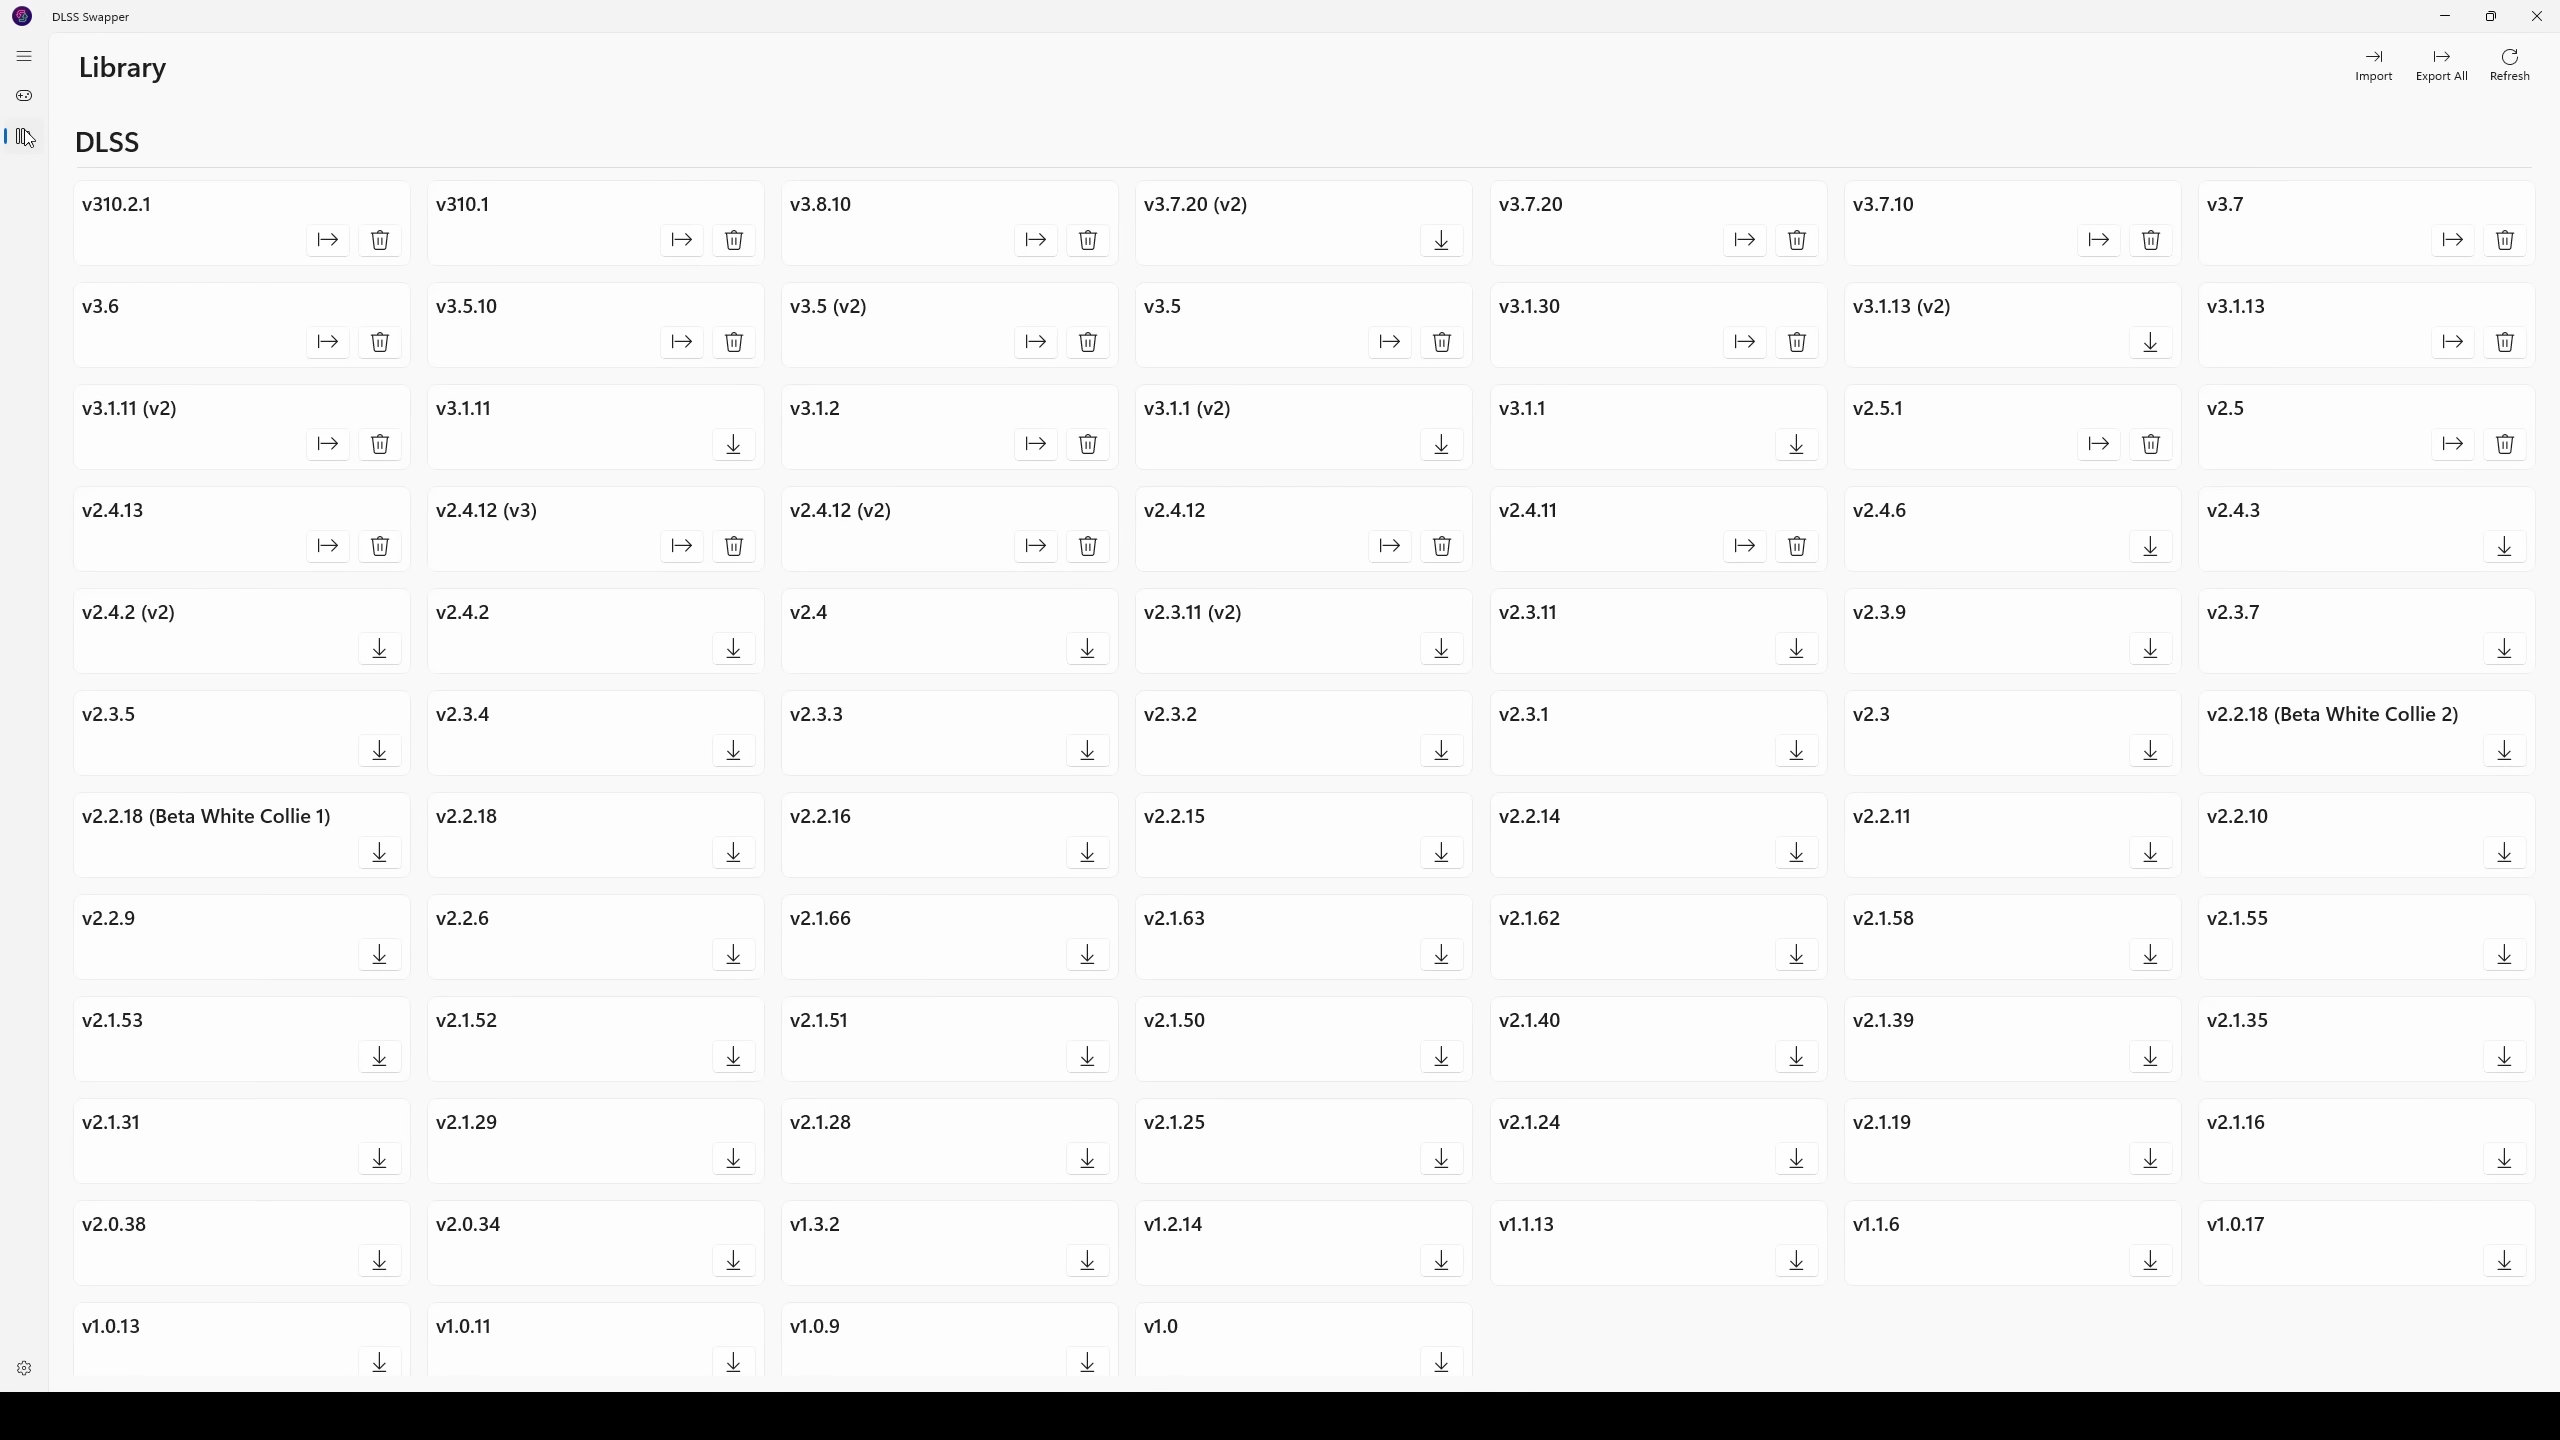 DLSS Swapper
Library
Import Export All Refresh
DLSS
v310.2.1 v310.1 v3.8.10 v3.7.20 (v2) v3.7.20 v3.7.10 v3.7
v3.6 v3.5.10 v3.5 (v2) v3.5 v3.1.30 v3.1.13 (v2) v3.1.13
v3.1.11 (v2) v3.1.11 v3.1.2 v3.1.1 (v2) v3.1.1 v2.5.1 v2.5
v2.4.13 v2.4.12 (v3) v2.4.12 (v2) v2.4.12 v2.4.11 v2.4.6 v2.4.3
v2.4.2 (v2) v2.4.2 v2.4 v2.3.11 (v2) v2.3.11 v2.3.9 v2.3.7
v2.3.5 v2.3.4 v2.3.3 v2.3.2 v2.3.1 v2.3 v2.2.18 (Beta White Collie 2)
v2.2.18 (Beta White Collie 1) v2.2.18 v2.2.16 v2.2.15 v2.2.14 v2.2.11 v2.2.10
v2.2.9 v2.2.6 v2.1.66 v2.1.63 v2.1.62 v2.1.58 v2.1.55
v2.1.53 v2.1.52 v2.1.51 v2.1.50 v2.1.40 v2.1.39 v2.1.35
v2.1.31 v2.1.29 v2.1.28 v2.1.25 v2.1.24 v2.1.19 v2.1.16
v2.0.38 v2.0.34 v1.3.2 v1.2.14 v1.1.13 v1.1.6 v1.0.17
v1.0.13 v1.0.11 v1.0.9 v1.0